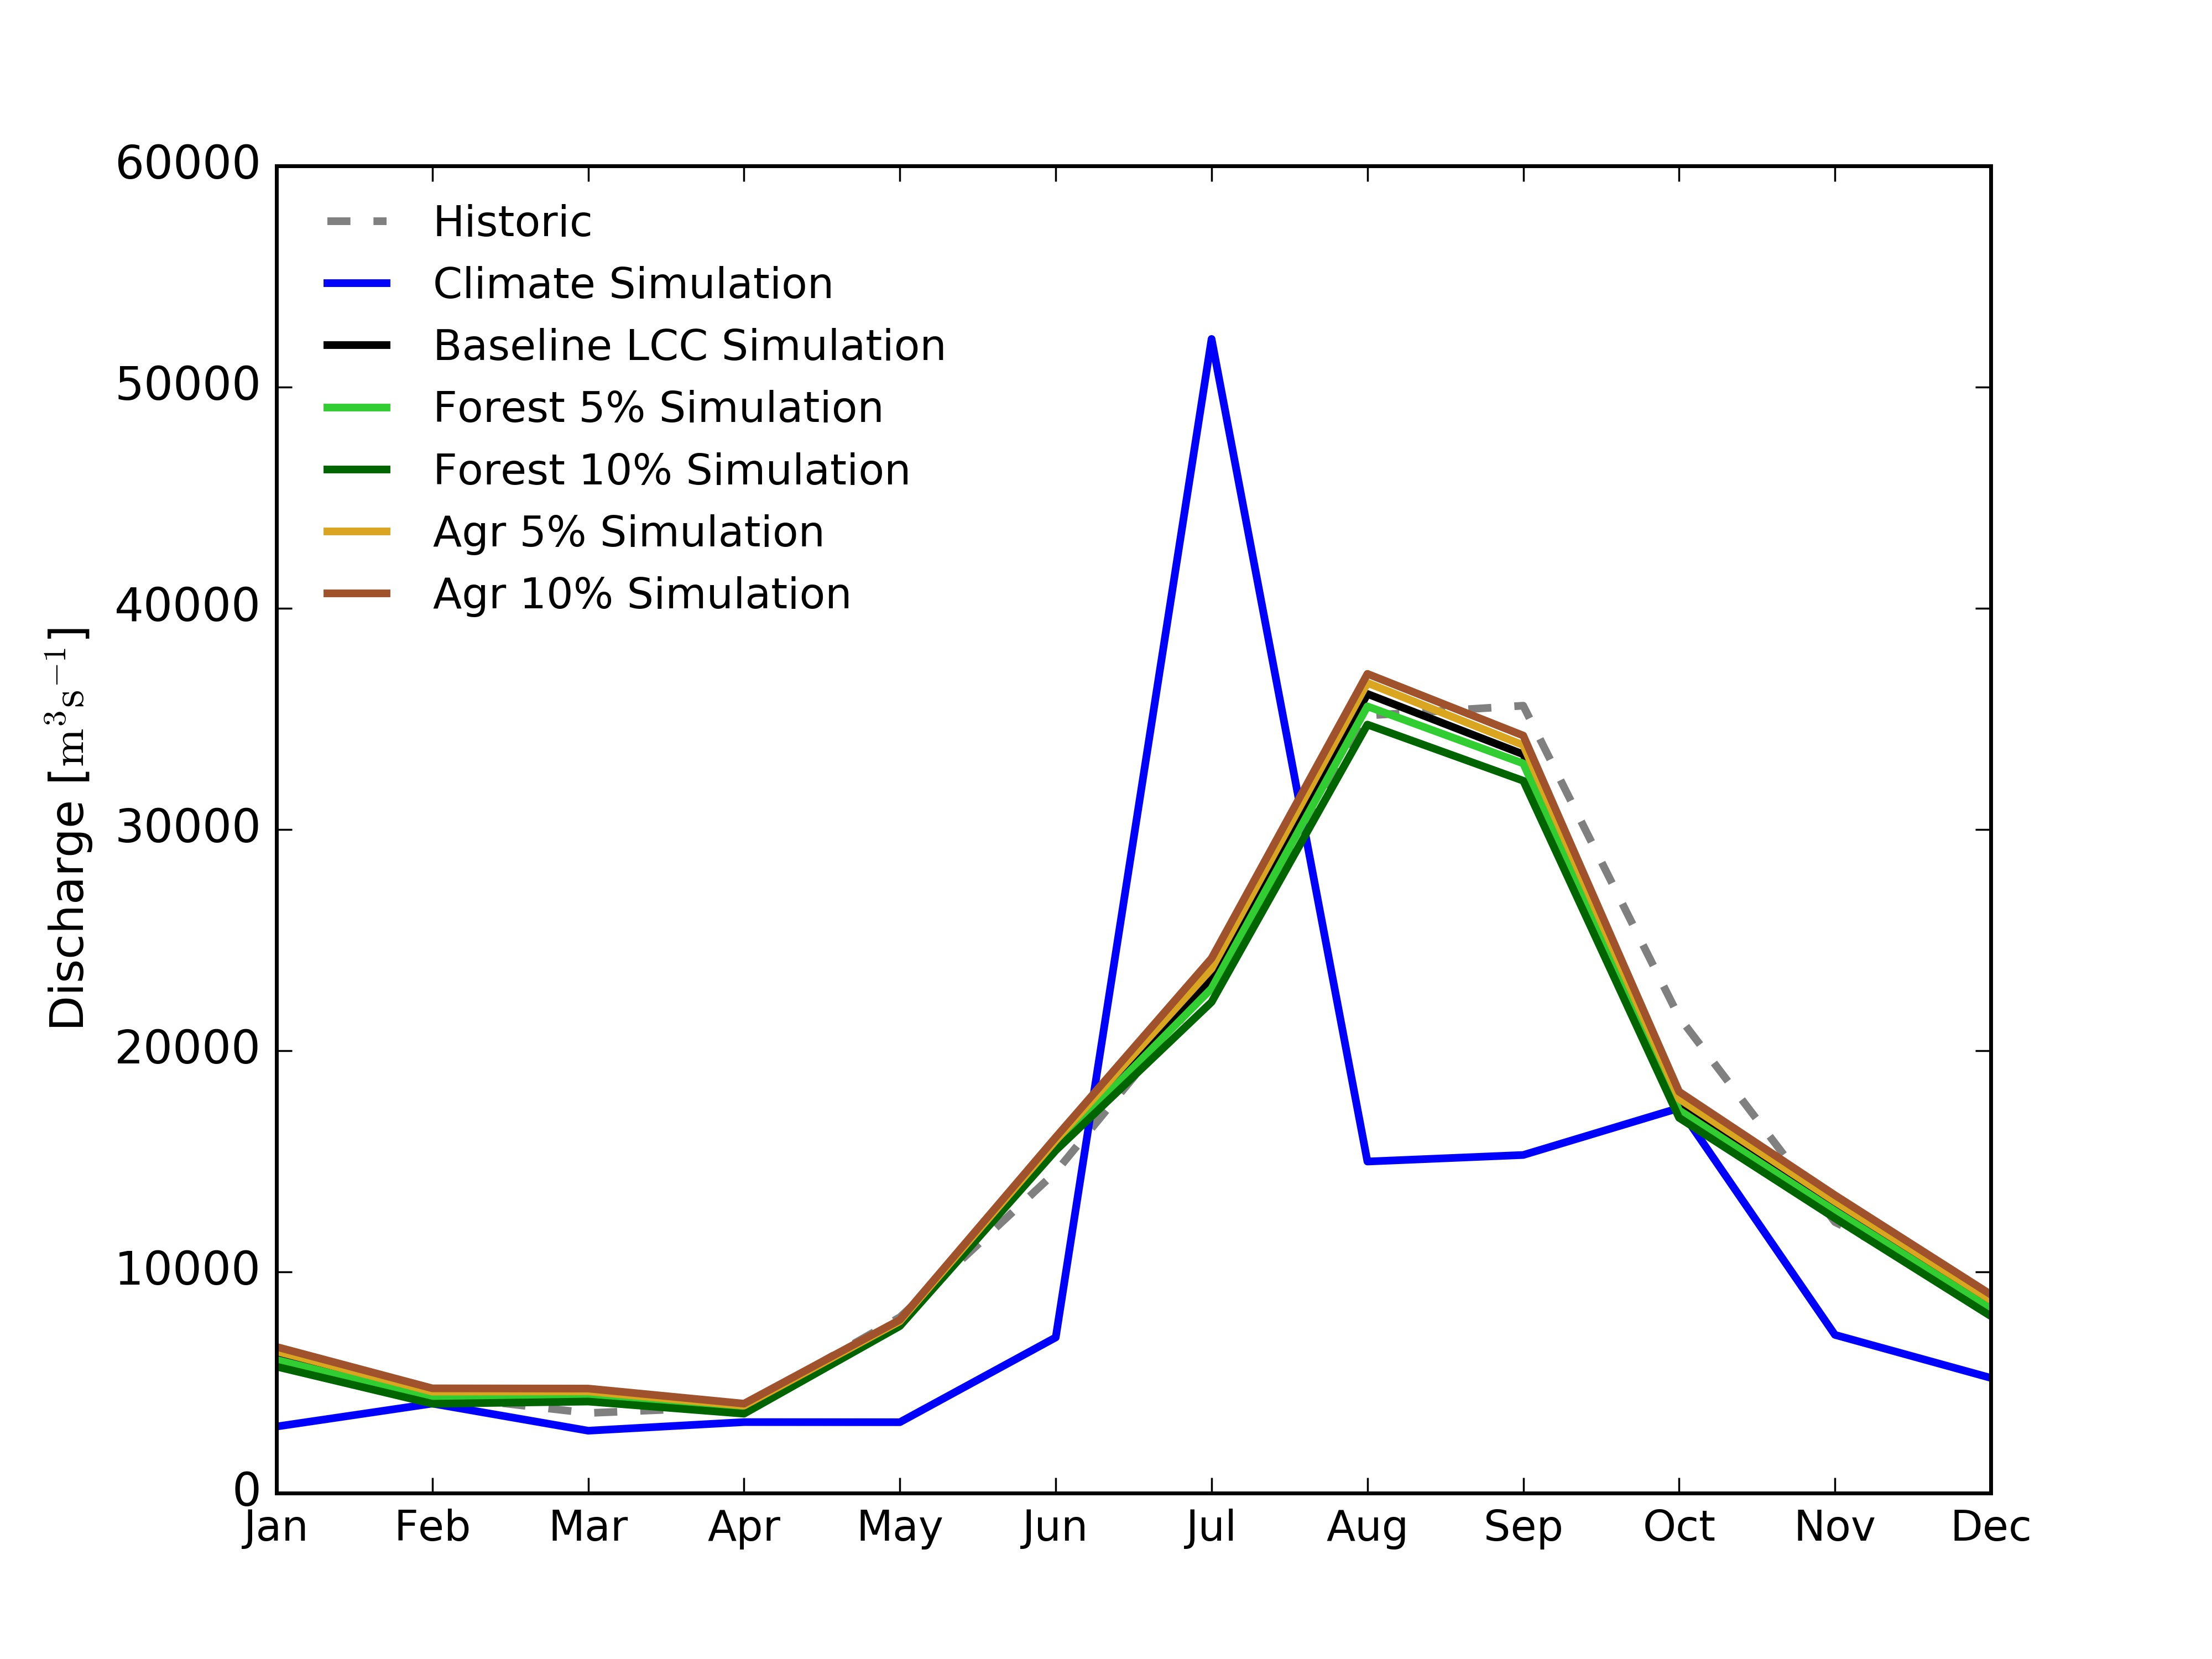 60000
50000
40000
30000
20000
10000
0
Discharge [m³s⁻¹]
Historic
Climate Simulation
Baseline LCC Simulation
Forest 5% Simulation
Forest 10% Simulation
Agr 5% Simulation
Agr 10% Simulation
Jan Feb Mar Apr May Jun Jul Aug Sep Oct Nov Dec